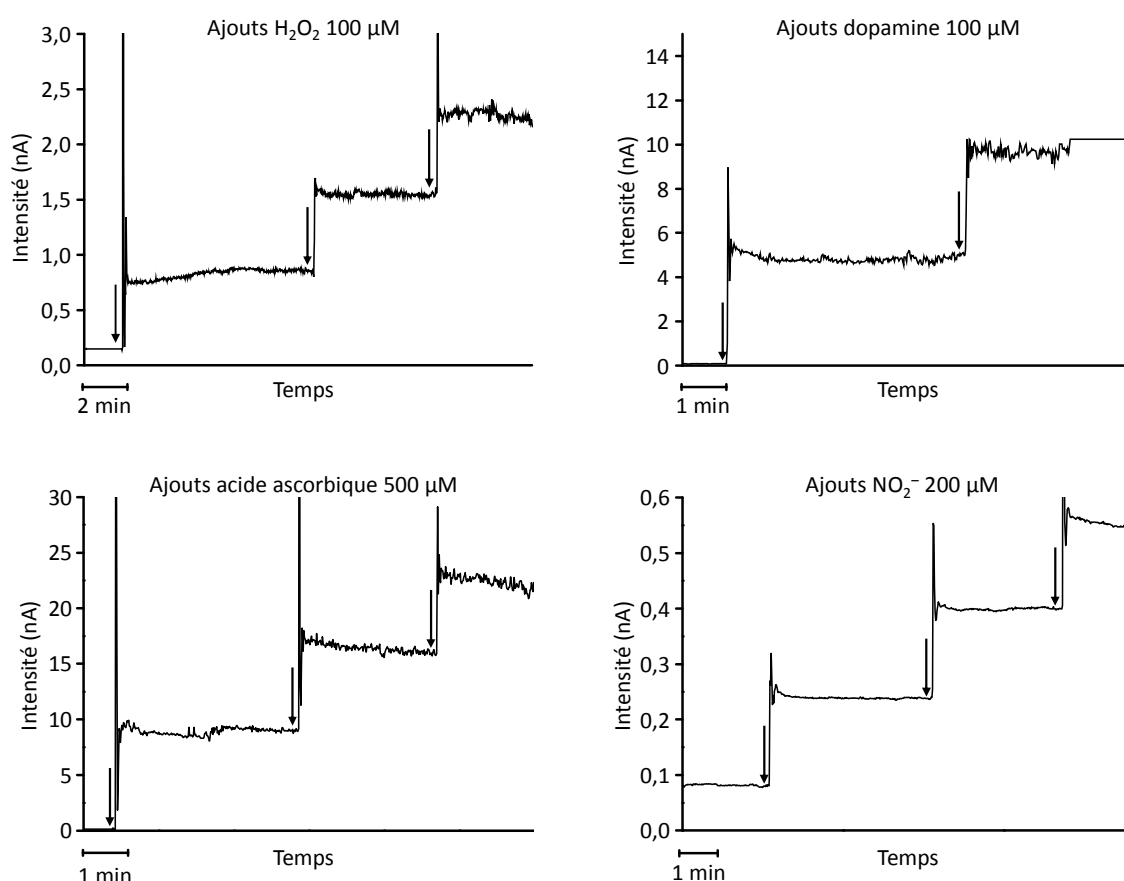 Ajouts H₂O₂ 100 µM
Intensité (nA)
3,0
2,5
2,0
1,5
1,0
0,5
0,0
Temps
2 min
Ajouts dopamine 100 µM
Intensité (nA)
14
12
10
8
6
4
2
0
Temps
1 min
Ajouts acide ascorbique 500 µM
Intensité (nA)
30
25
20
15
10
5
0
Temps
1 min
Ajouts NO₂⁻ 200 µM
Intensité (nA)
0,6
0,5
0,4
0,3
0,2
0,1
0,0
Temps
1 min